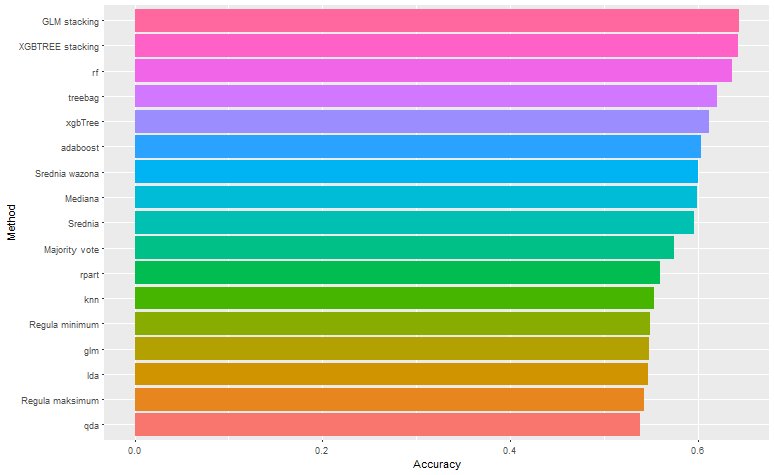 GLM stacking
XGBTREE stacking
rf
treebag
xgbTree
adaboost
Srednia wazona
Mediana
Srednia
Majority vote
rpart
knn
Regula minimum
glm
lda
Regula maksimum
qda
Method
0.0 0.2 0.4 0.6
Accuracy